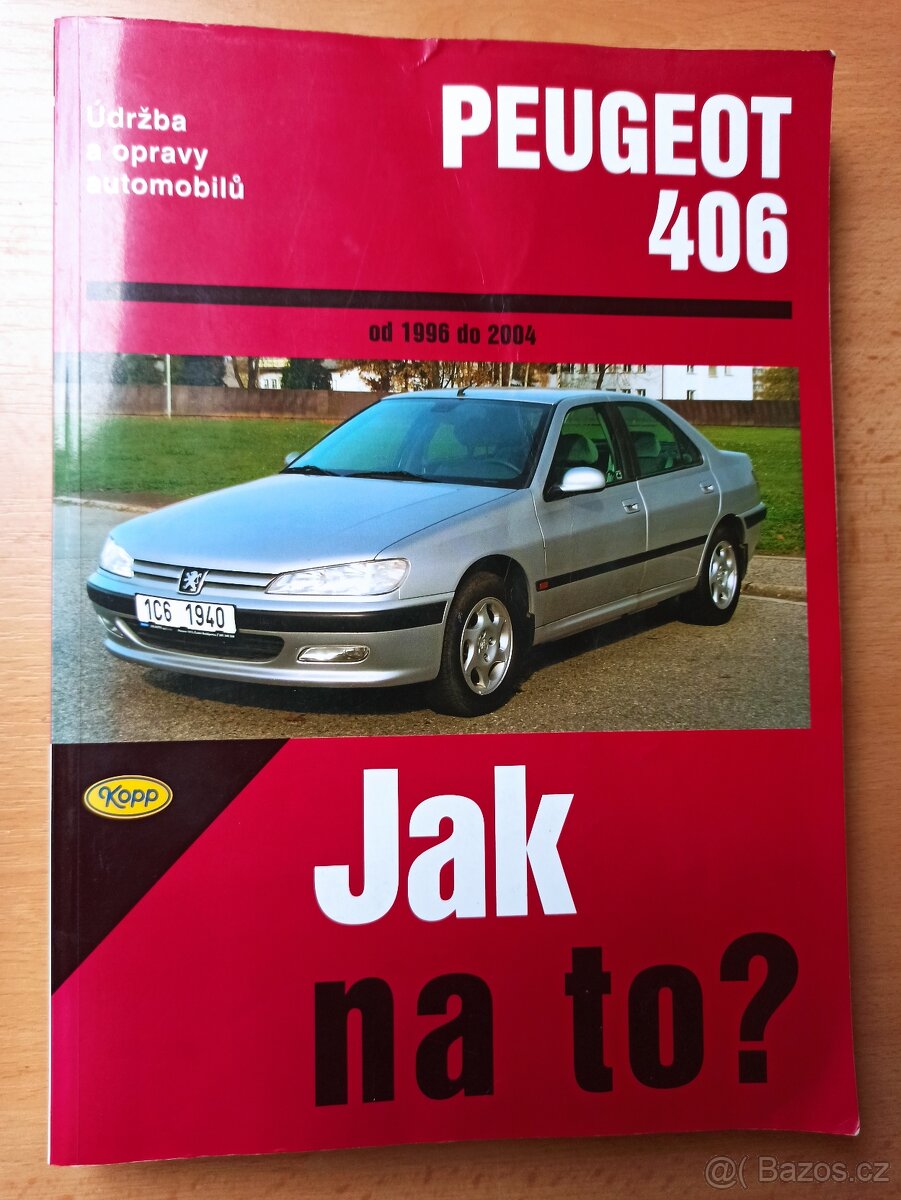 Údržba
a opravy
automobilů
PEUGEOT
406
od 1996 do 2004
1C6 1940
Kopp
Jak
na to?
@( Bazos.cz